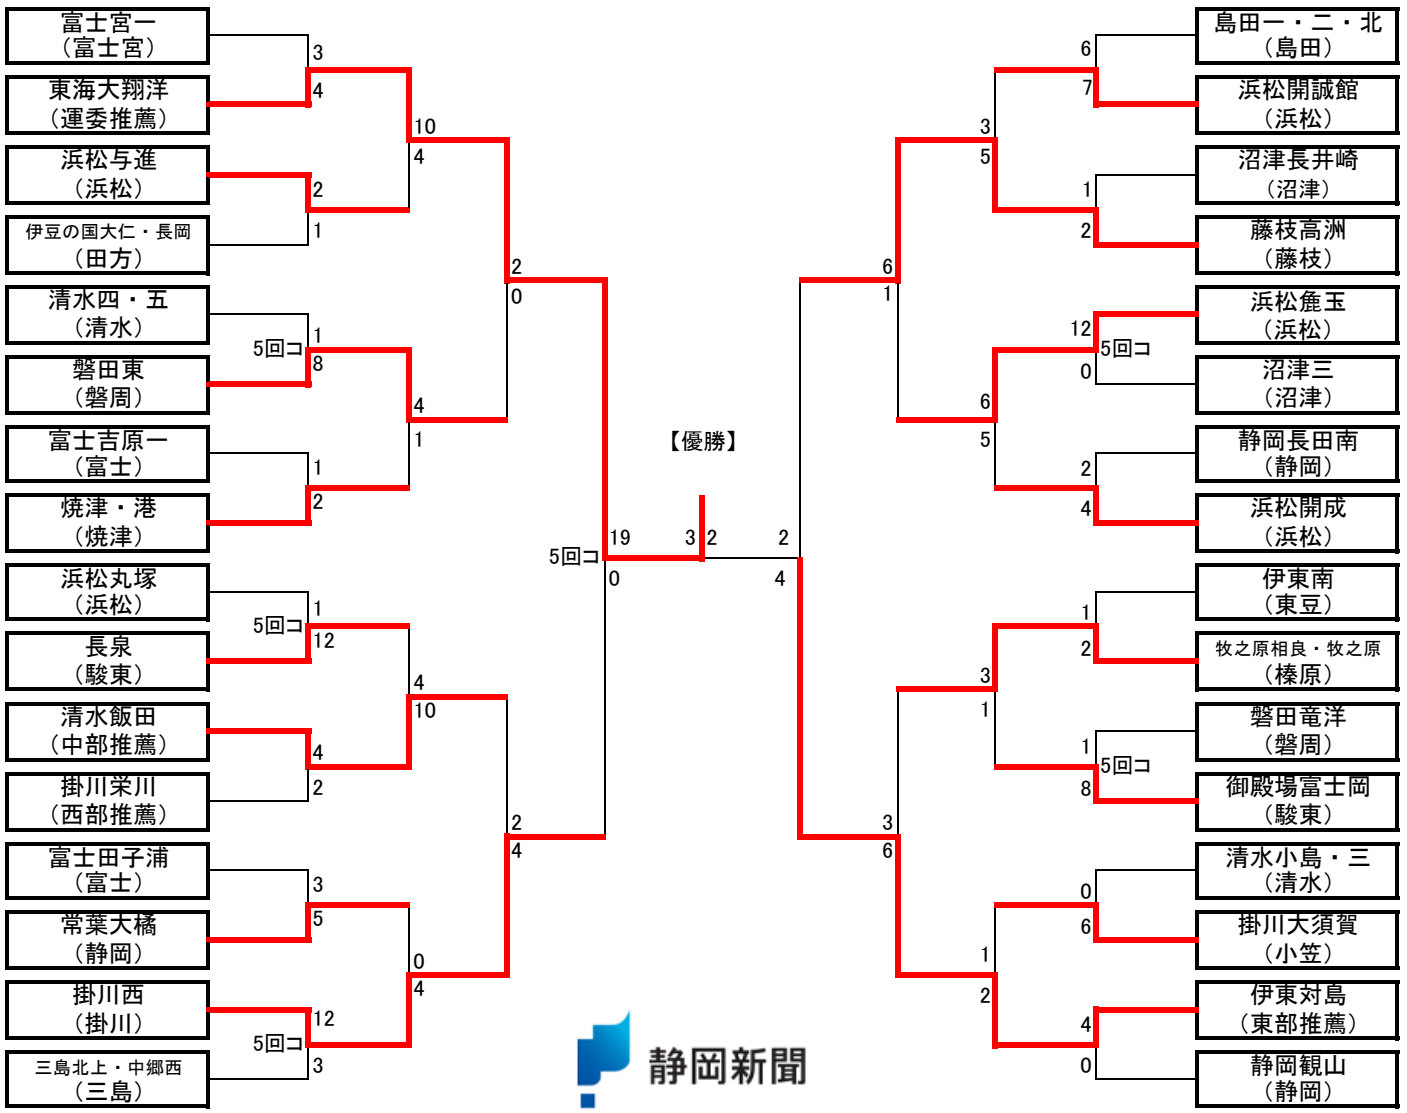 富士宮一
（富士宮）
3
東海大翔洋
（運委推薦）
4
10
4
浜松与進
（浜松）
2
伊豆の国大仁・長岡
（田方）
1
2
0
清水四・五
（清水）
1
5回コ
磐田東
（磐周）
8
4
1
富士吉原一
（富士）
1
焼津・港
（焼津）
2
5回コ
19
0
浜松丸塚
（浜松）
1
5回コ
長泉
（駿東）
12
4
10
清水飯田
（中部推薦）
4
掛川栄川
（西部推薦）
2
2
4
富士田子浦
（富士）
3
常葉大橘
（静岡）
5
0
4
掛川西
（掛川）
12
5回コ
三島北上・中郷西
（三島）
3
【優勝】
3
2
島田一・二・北
（島田）
6
浜松開誠館
（浜松）
7
3
5
沼津長井崎
（沼津）
1
藤枝高洲
（藤枝）
2
6
1
浜松麁玉
（浜松）
12
5回コ
沼津三
（沼津）
0
6
5
静岡長田南
（静岡）
2
浜松開成
（浜松）
4
2
4
伊東南
（東豆）
1
牧之原相良・牧之原
（榛原）
2
3
1
磐田竜洋
（磐周）
1
5回コ
御殿場富士岡
（駿東）
8
3
6
清水小島・三
（清水）
0
掛川大須賀
（小笠）
6
1
2
伊東対島
（東部推薦）
4
静岡観山
（静岡）
0
静岡新聞